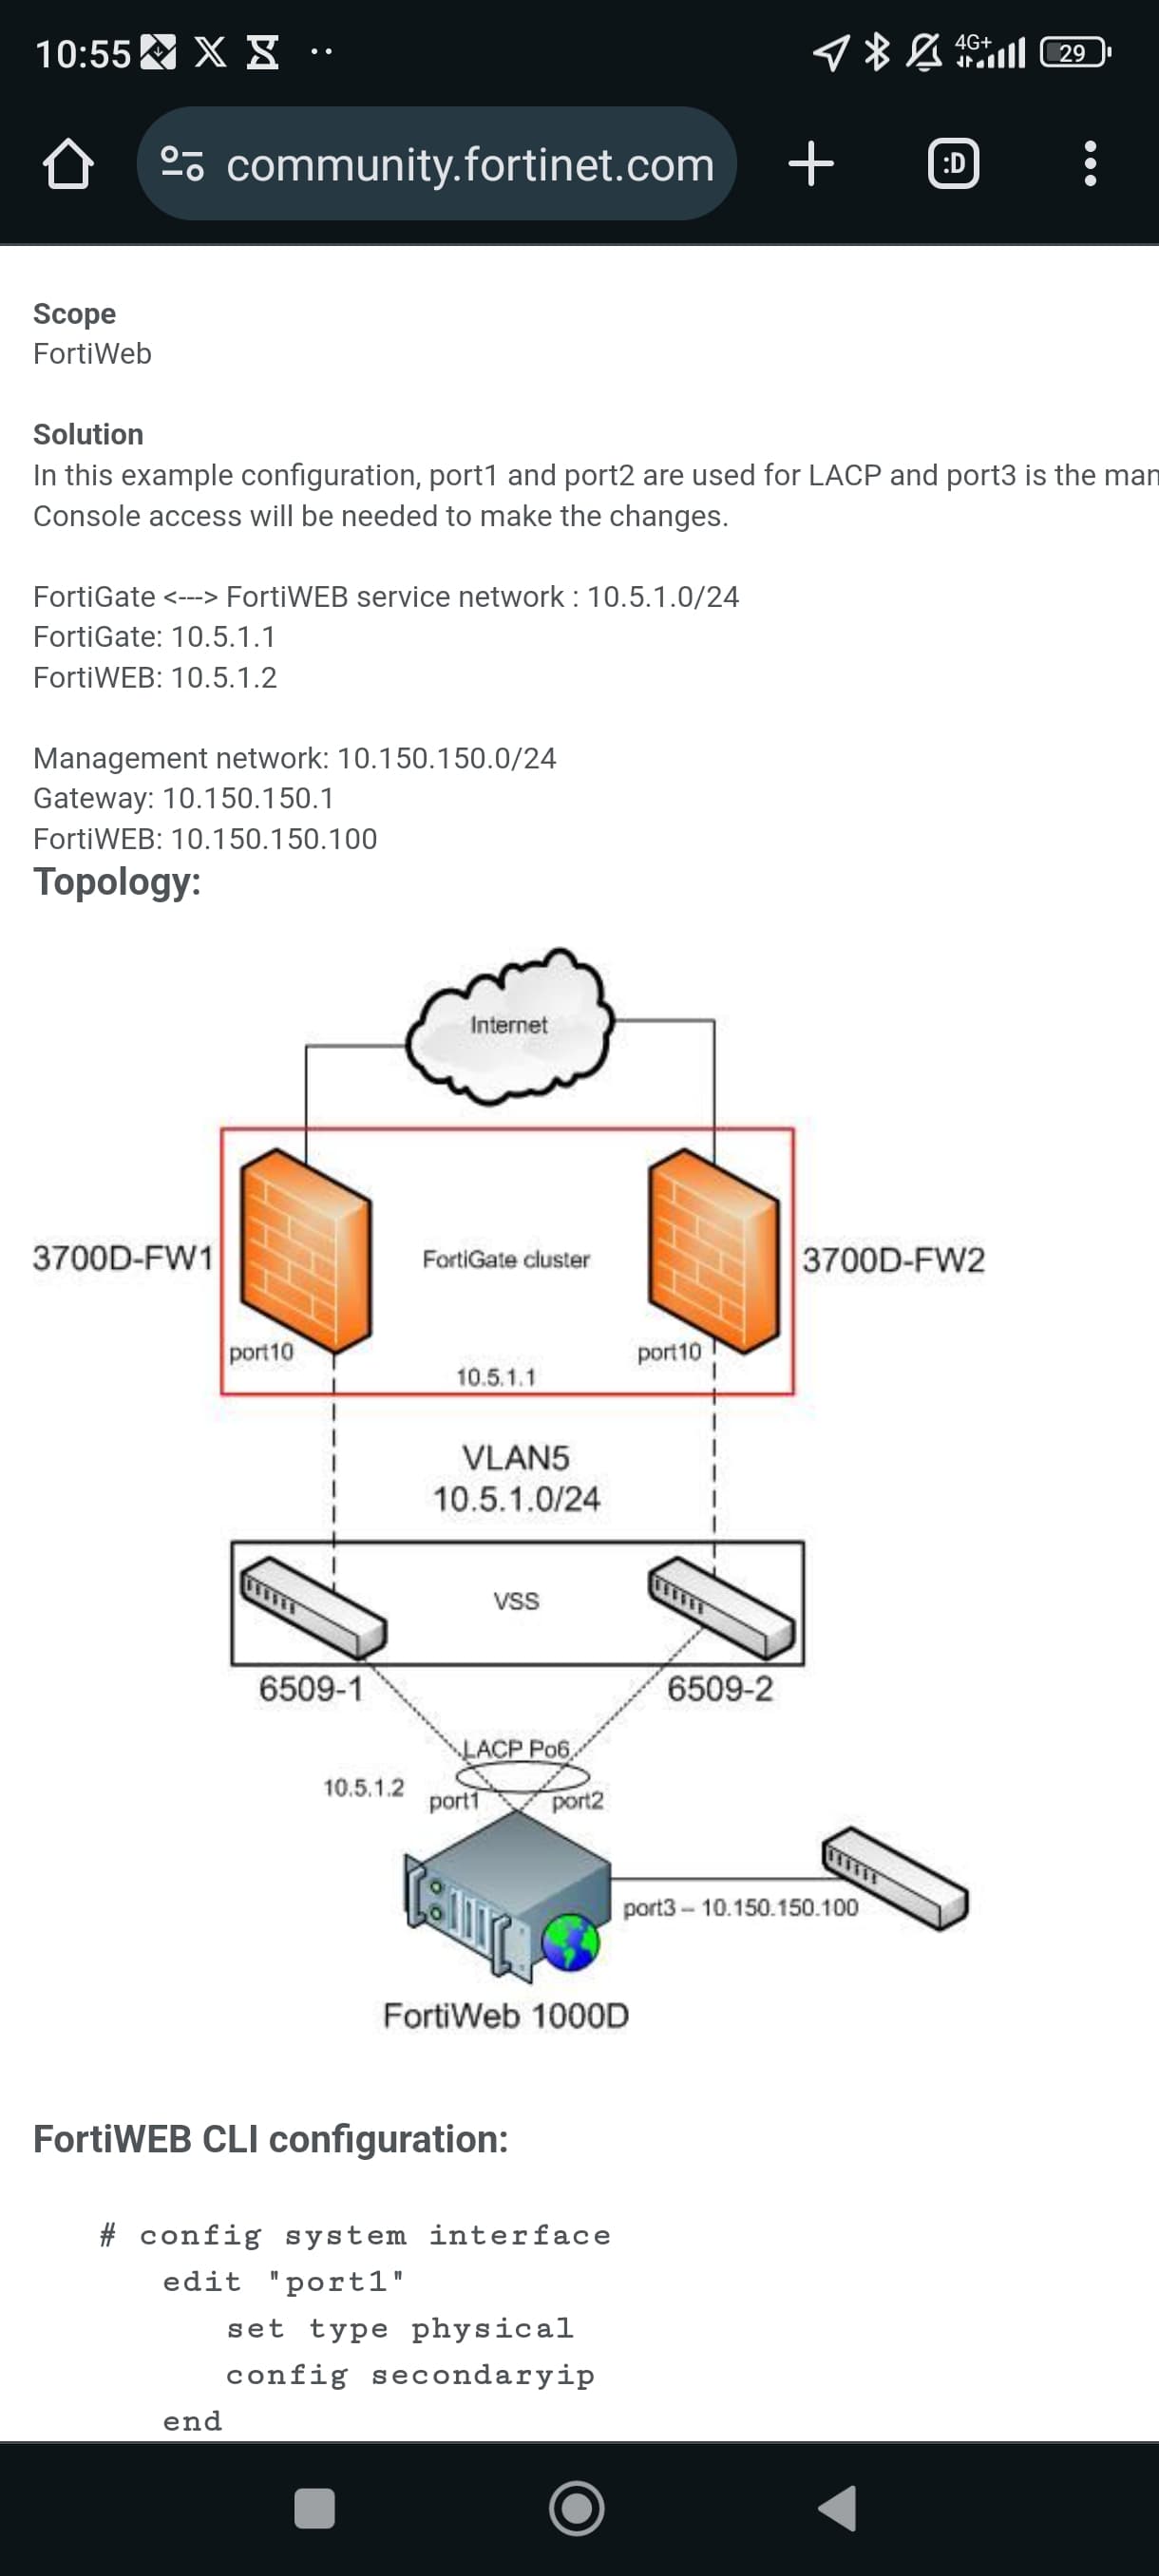 10:55
4G+
29
community.fortinet.com
:D
Scope
FortiWeb
Solution
In this example configuration, port1 and port2 are used for LACP and port3 is the man
Console access will be needed to make the changes.
FortiGate <---> FortiWEB service network : 10.5.1.0/24
FortiGate: 10.5.1.1
FortiWEB: 10.5.1.2
Management network: 10.150.150.0/24
Gateway: 10.150.150.1
FortiWEB: 10.150.150.100
Topology:
Internet
3700D-FW1
FortiGate cluster
3700D-FW2
port10
port10
10.5.1.1
VLAN5
10.5.1.0/24
VSS
6509-1
6509-2
LACP Po6
10.5.1.2
port1
port2
port3 – 10.150.150.100
FortiWeb 1000D
FortiWEB CLI configuration:
# config system interface
edit "port1"
set type physical
config secondaryip
end